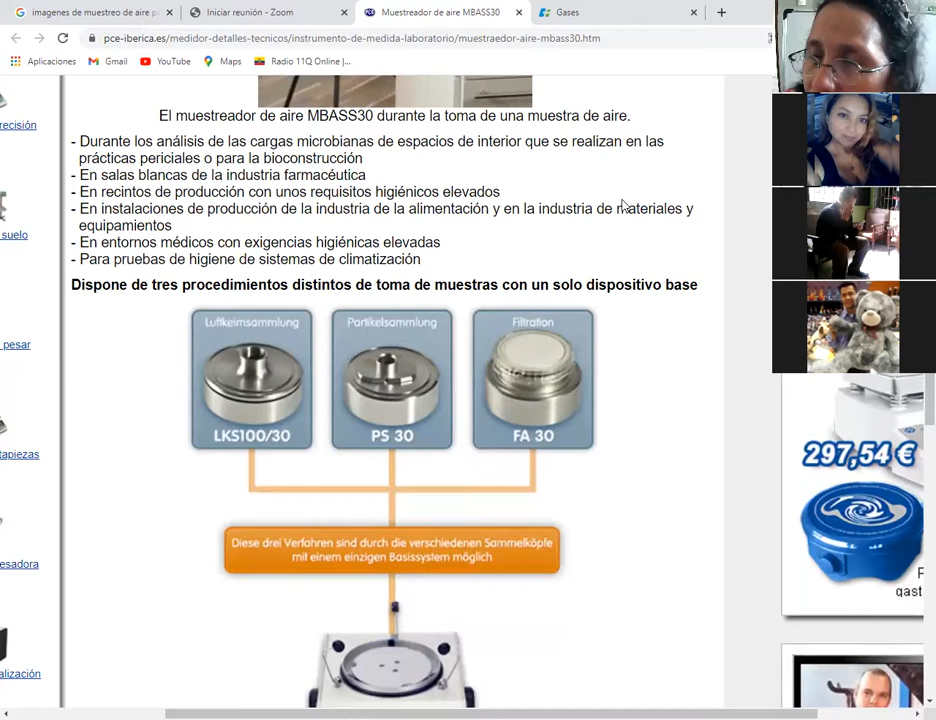 imagenes de muestreo de aire p
Iniciar reunión - Zoom
Muestreador de aire MBASS30
Gases
pce-iberica.es/medidor-detalles-tecnicos/instrumento-de-medida-laboratorio/muestraedor-aire-mbass30.htm
Aplicaciones
Gmail
YouTube
Maps
Radio 11Q Online |...
recisión
suelo
pesar
tapiezas
esadora
alización
El muestreador de aire MBASS30 durante la toma de una muestra de aire.
- Durante los análisis de las cargas microbianas de espacios de interior que se realizan en las
prácticas periciales o para la bioconstrucción
- En salas blancas de la industria farmacéutica
- En recintos de producción con unos requisitos higiénicos elevados
- En instalaciones de producción de la industria de la alimentación y en la industria de materiales y
equipamientos
- En entornos médicos con exigencias higiénicas elevadas
- Para pruebas de higiene de sistemas de climatización
Dispone de tres procedimientos distintos de toma de muestras con un solo dispositivo base
Luftkeimsammlung
LKS100/30
Partikelsammlung
PS 30
Filtration
FA 30
Diese drei Verfahren sind durch die verschiedenen Sammelköpfe
mit einem einzigen Basissystem möglich
297,54 €
P
gast